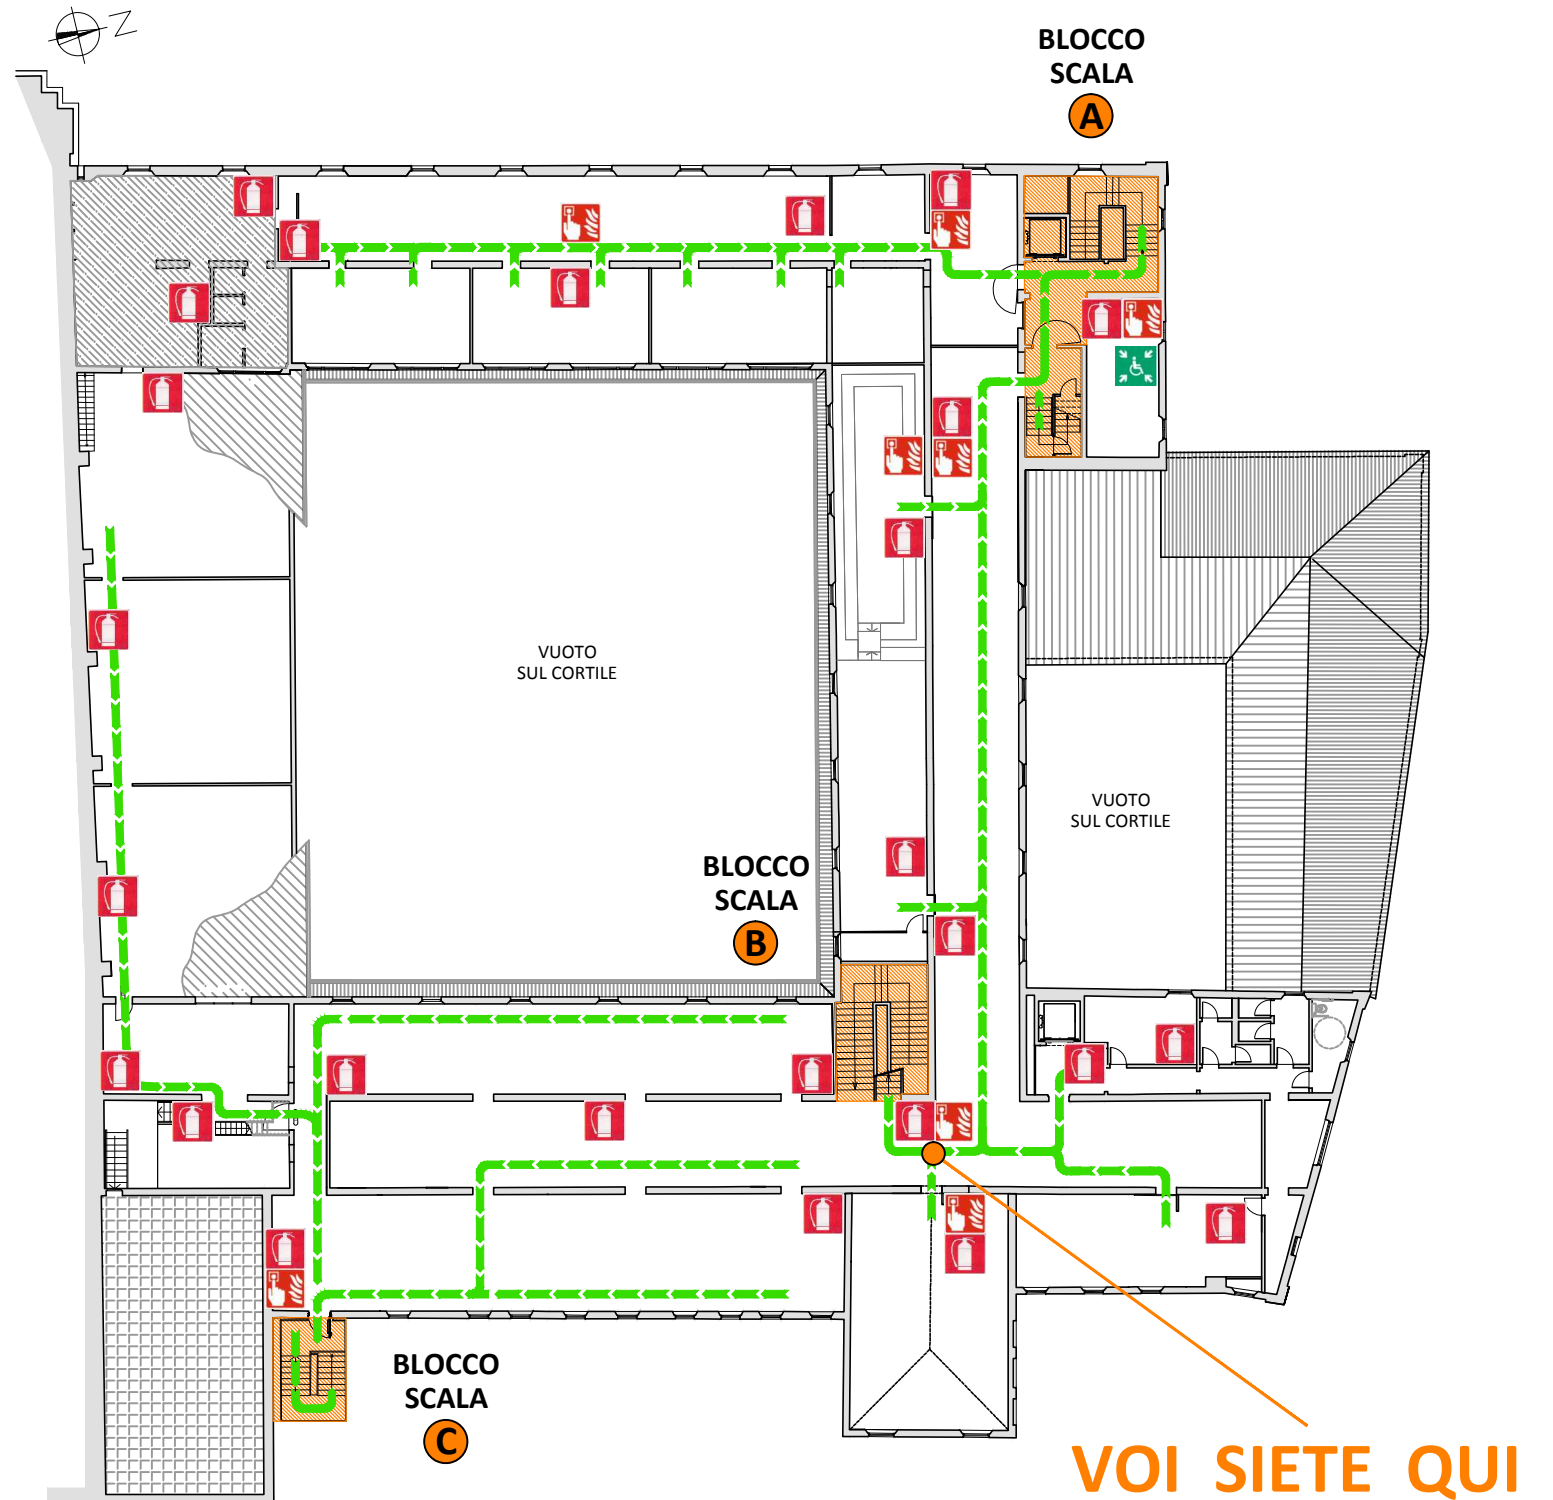 Z
BLOCCO
SCALA
A
VUOTO
SUL CORTILE
VUOTO
SUL CORTILE
BLOCCO
SCALA
B
BLOCCO
SCALA
C
VOI SIETE QUI